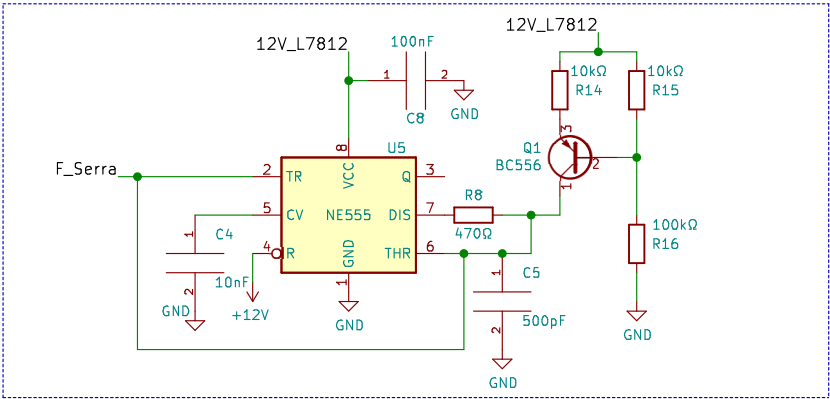 12V_L7812
100nF
1
2
C8
GND
12V_L7812
10kΩ
R14
10kΩ
R15
3
Q1
BC556
2
1
100kΩ
R16
GND
F_Serra
8
U5
2
TR
VCC
Q
3
5
CV
NE555
DIS
7
R8
470Ω
4
R
GND
THR
6
1
GND
1
C4
10nF
2
GND
+12V
1
C5
500pF
2
GND